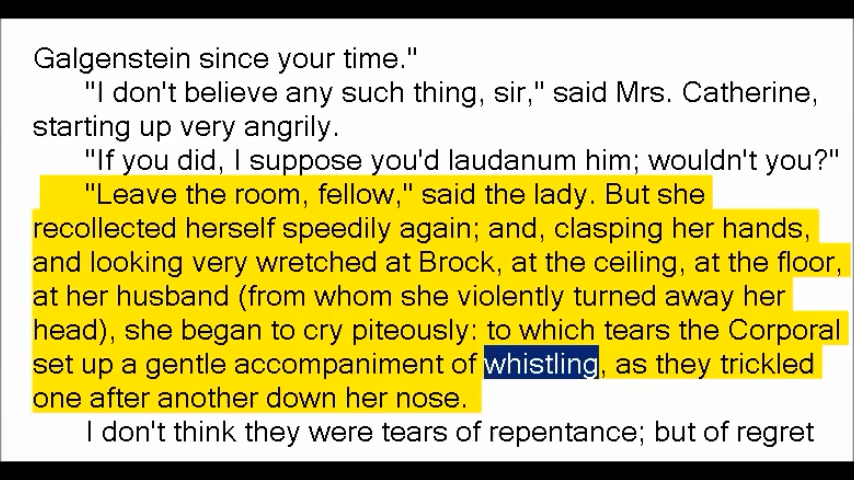 Galgenstein since your time."
"I don't believe any such thing, sir," said Mrs. Catherine,
starting up very angrily.
"If you did, I suppose you'd laudanum him; wouldn't you?"
"Leave the room, fellow," said the lady. But she
recollected herself speedily again; and, clasping her hands,
and looking very wretched at Brock, at the ceiling, at the floor,
at her husband (from whom she violently turned away her
head), she began to cry piteously: to which tears the Corporal
set up a gentle accompaniment of whistling, as they trickled
one after another down her nose.
I don't think they were tears of repentance; but of regret